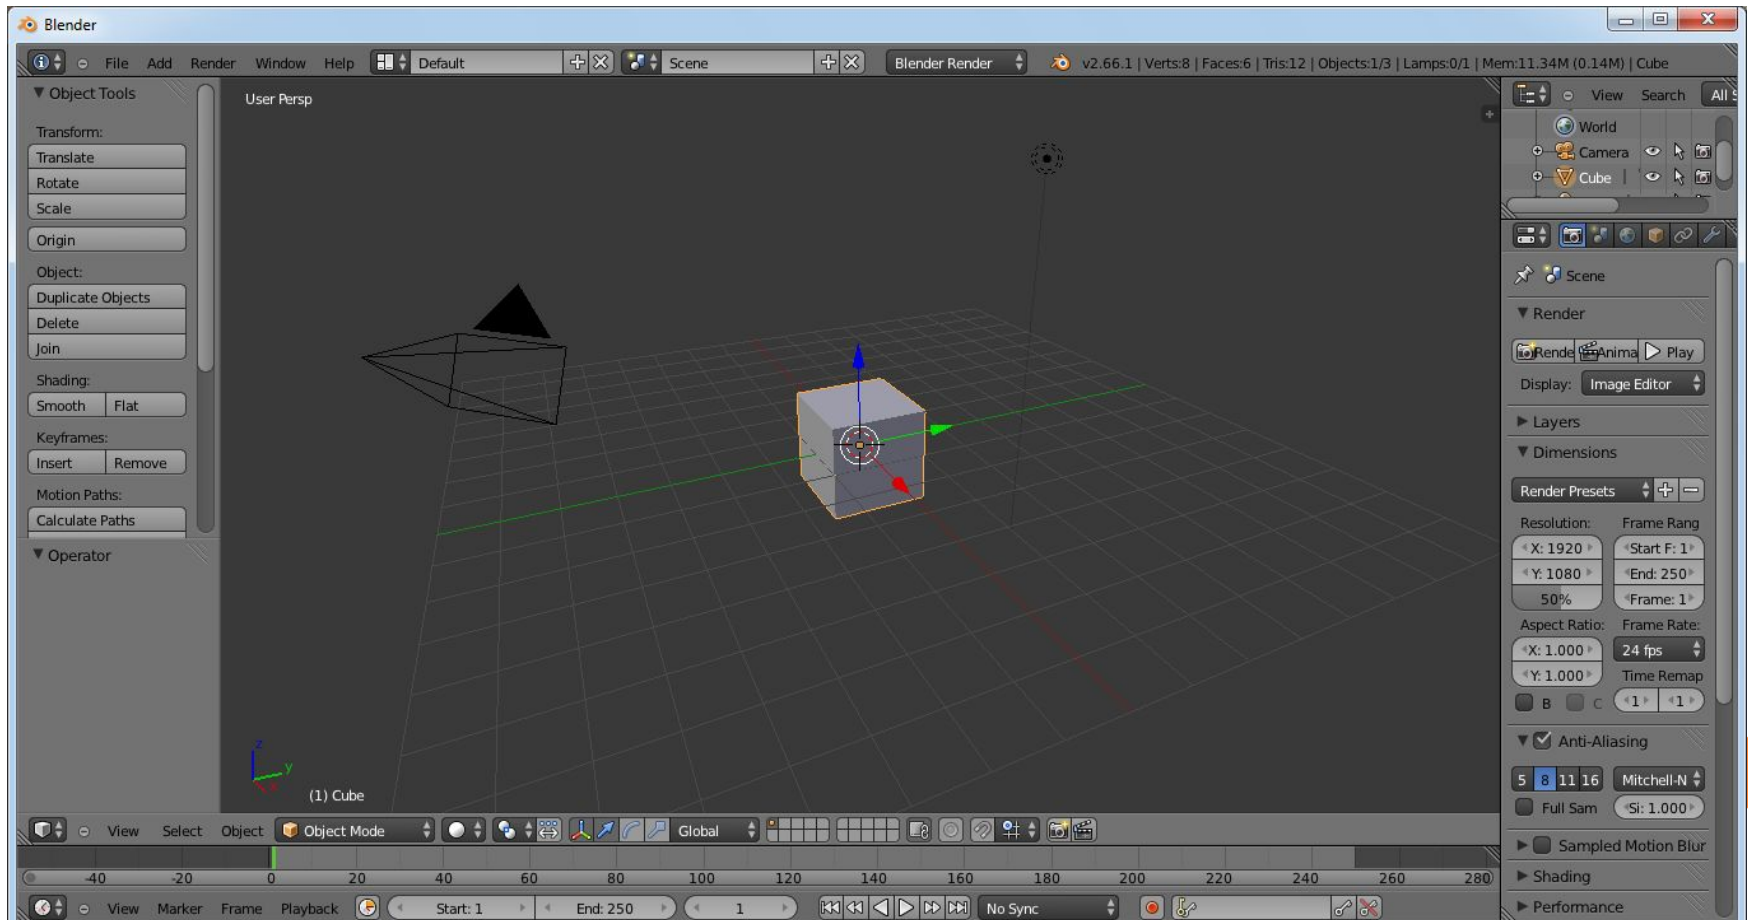 Blender
File Add Render Window Help Default Scene Blender Render v2.66.1 | Verts:8 | Faces:6 | Tris:12 | Objects:1/3 | Lamps:0/1 | Mem:11.34M (0.14M) | Cube
Object Tools
Transform:
Translate
Rotate
Scale
Origin
Object:
Duplicate Objects
Delete
Join
Shading:
Smooth Flat
Keyframes:
Insert Remove
Motion Paths:
Calculate Paths
Operator
User Persp
z
y
x
(1) Cube
View Search All S
World
Camera
Cube
Scene
Render
Rende Anima Play
Display: Image Editor
Layers
Dimensions
Render Presets
Resolution: Frame Rang
X: 1920 Start F: 1
Y: 1080 End: 250
50% Frame: 1
Aspect Ratio: Frame Rate:
X: 1.000 24 fps
Y: 1.000 Time Remap
B C 1 1
Anti-Aliasing
5 8 11 16 Mitchell-N
Full Sam Si: 1.000
Sampled Motion Blur
Shading
Performance
View Select Object Object Mode Global
-40 -20 0 20 40 60 80 100 120 140 160 180 200 220 240 260 280
View Marker Frame Playback Start: 1 End: 250 1 No Sync